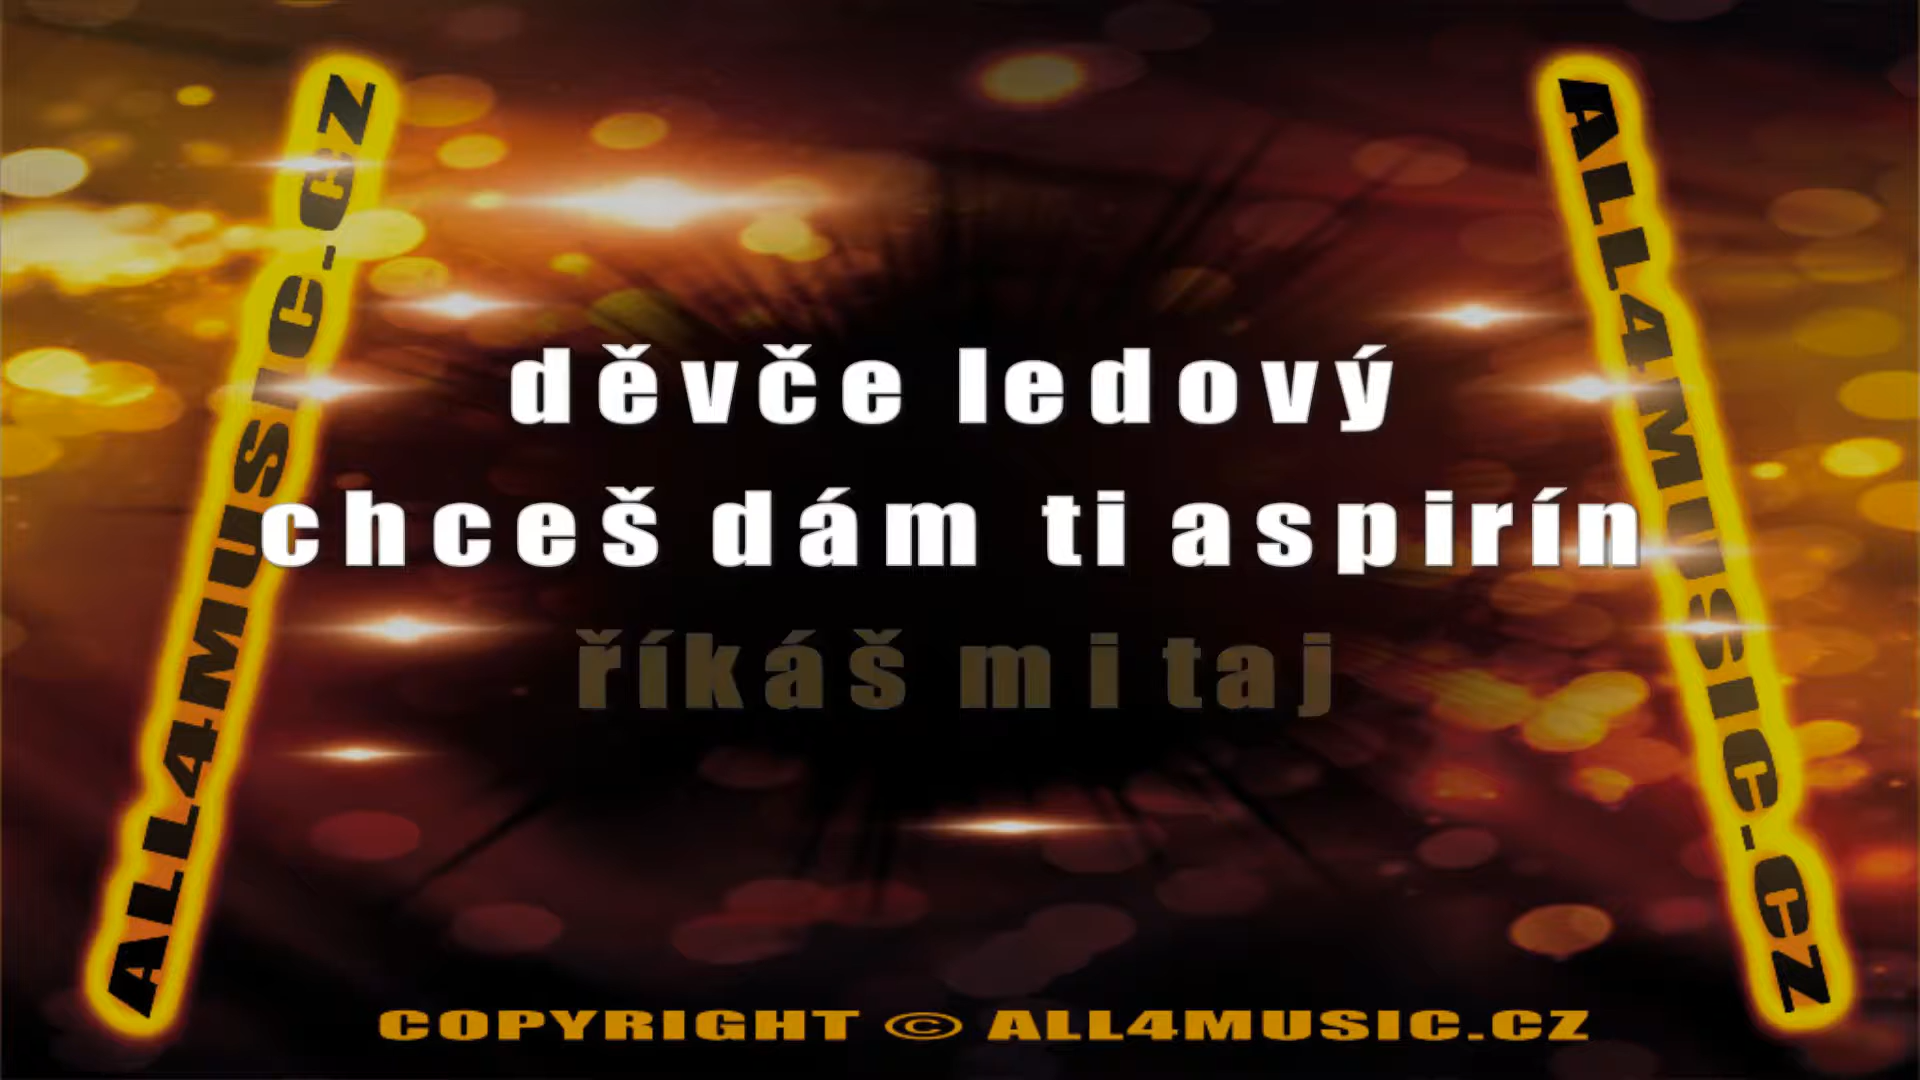 ALL4MUSIC.CZ
ALL4MUSIC.CZ
děvče ledový
chceš dám ti aspirín
říkáš mi taj
COPYRIGHT © ALL4MUSIC.CZ